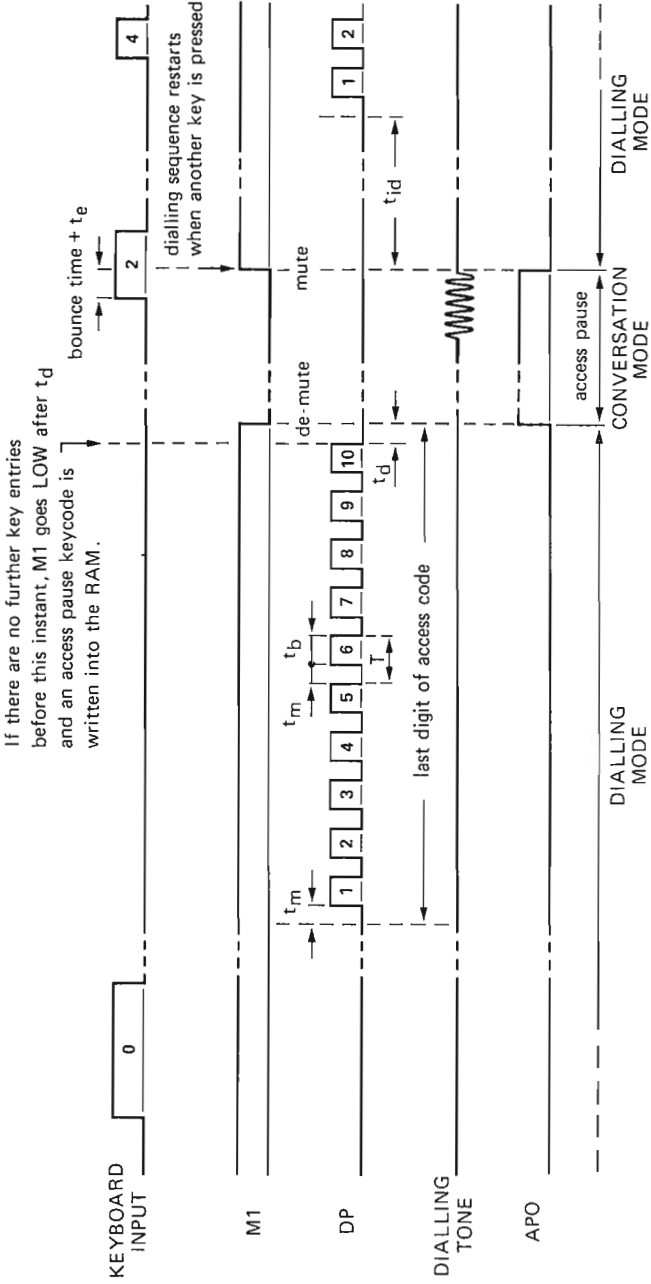 If there are no further key entries
before this instant, M1 goes LOW after td
and an access pause keycode is
written into the RAM.
bounce time + te
KEYBOARD
INPUT
0
2
4
dialling sequence restarts
when another key is pressed
M1
de-mute
mute
DP
tm
1
2
3
4
5
6
7
8
9
10
1
2
tm
tb
T
td
tid
last digit of access code
DIALLING
TONE
APO
access pause
DIALLING
MODE
CONVERSATION
MODE
DIALLING
MODE